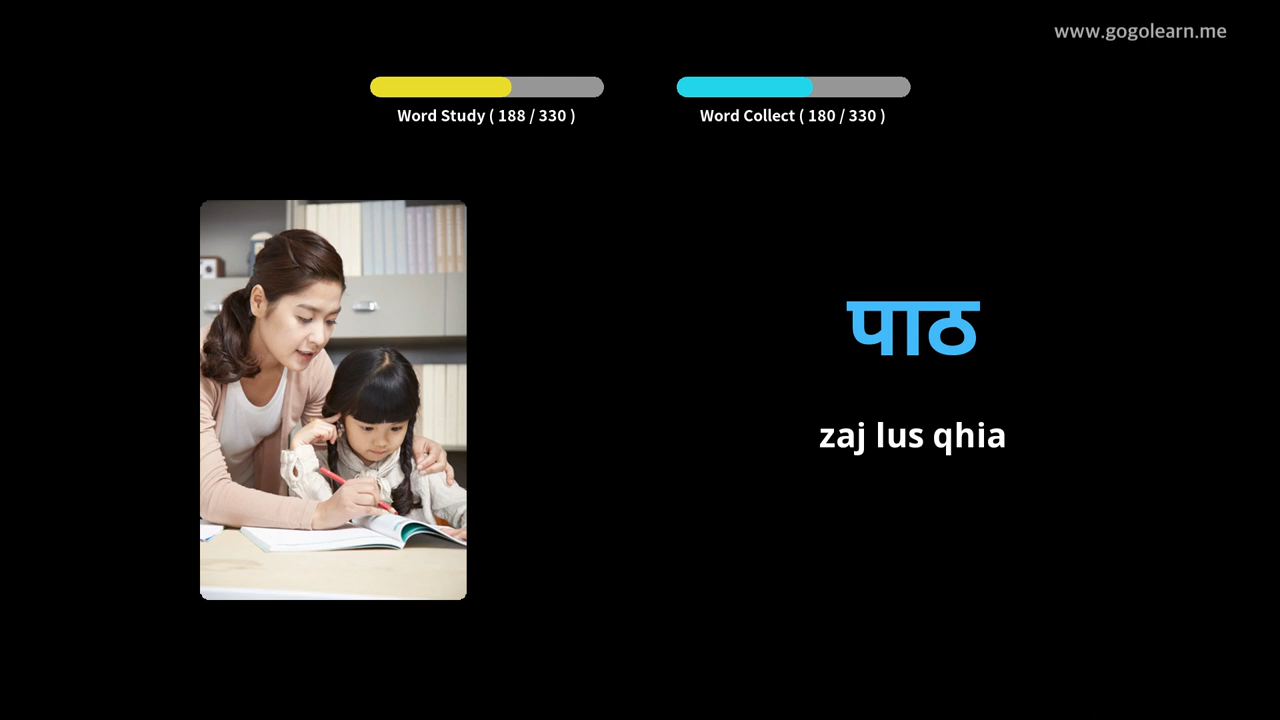 www.gogolearn.me
Word Study ( 188 / 330 )
Word Collect ( 180 / 330 )
पाठ
zaj lus qhia